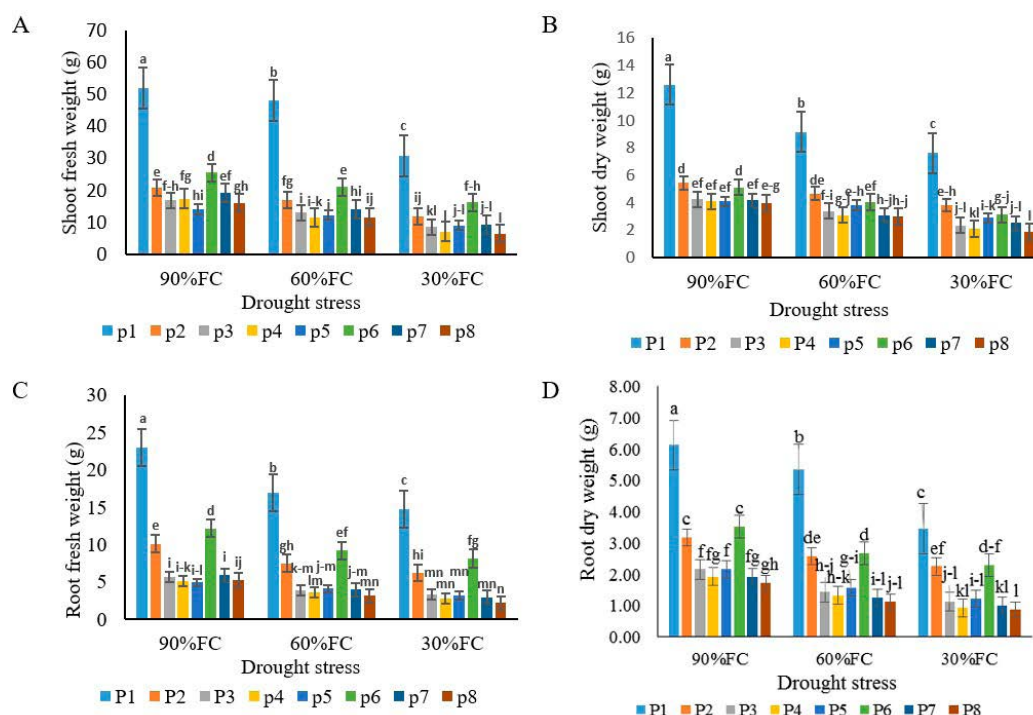 A
Shoot fresh weight (g)
70
60
50
40
30
20
10
0
a
e
f-h
fg
hi
d
ef
gh
b
fg
i
i-k
j
e
hi
ij
c
ij
kl
l
j-l
f-h
j-l
l
90%FC 60%FC 30%FC
Drought stress
p1 p2 p3 p4 p5 p6 p7 p8
B
Shoot dry weight (g)
16
14
12
10
8
6
4
2
0
a
d
ef
ef
ef
d
ef
e-g
b
de
f-i
g-j
e-h
ef
h-j
h-j
c
e-h
j-l
kl
i-k
g-j
j-l
l
90%FC 60%FC 30%FC
Drought stress
P1 P2 P3 P4 p5 p6 p7 p8
C
Root fresh weight (g)
30
25
20
15
10
5
0
a
e
i
i-k
i-l
d
i
ij
b
gh
k-m
lm
j-m
ef
j-m
mn
c
hi
mn
mn
mn
fg
mn
n
90%FC 60%FC 30%FC
Drought stress
P1 P2 P3 p4 p5 p6 p7 p8
D
Root dry weight (g)
8.00
7.00
6.00
5.00
4.00
3.00
2.00
1.00
0.00
a
c
f
fg
f
c
fg
gh
b
de
h-j
h-k
g-i
d
i-l
j-l
c
ef
j-l
kl
i-l
d-f
kl
l
90%FC 60%FC 30%FC
Drought stress
P1 P2 P3 P4 P5 P6 P7 P8